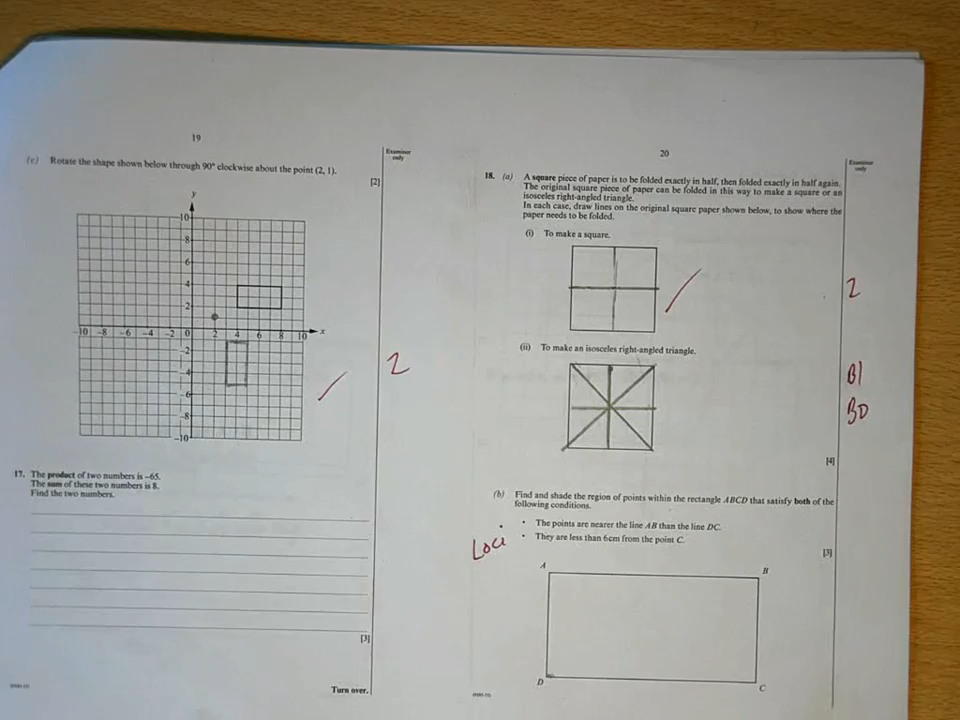 19
(c) Rotate the shape shown below through 90° clockwise about the point (2, 1).
Examiner
only
[2]
y
10
8
6
4
2
-10 -8 -6 -4 -2 0 2 4 6 8 10 x
-2
-4
-6
-8
-10
2
17. The product of two numbers is -65.
The sum of these two numbers is 8.
Find the two numbers.
[3]
Turn over.
20
Examiner
only
18. (a) A square piece of paper is to be folded exactly in half, then folded exactly in half again.
The original square piece of paper can be folded in this way to make a square or an
isosceles right-angled triangle.
In each case, draw lines on the original square paper shown below, to show where the
paper needs to be folded.
(i) To make a square.
2
(ii) To make an isosceles right-angled triangle.
B1
B0
[4]
(b) Find and shade the region of points within the rectangle ABCD that satisfy both of the
following conditions.
• The points are nearer the line AB than the line DC.
• They are less than 6cm from the point C.
Loci
[3]
A B
D C